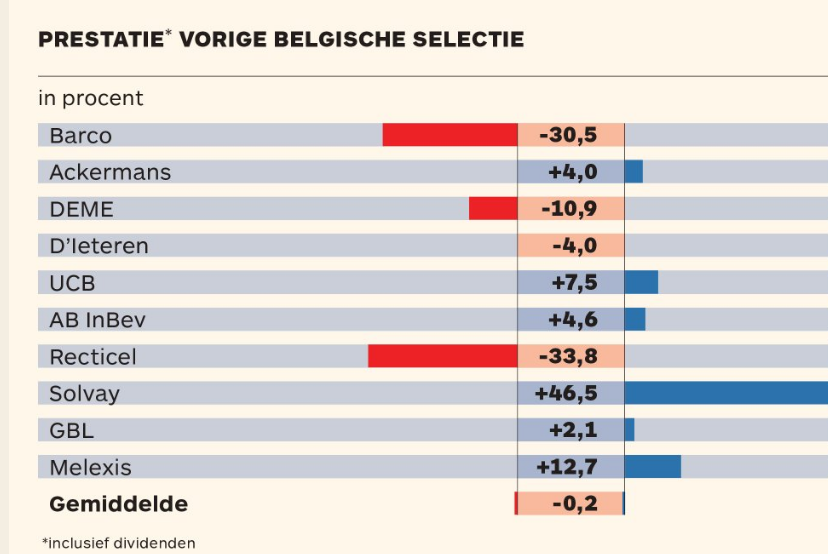 PRESTATIE* VORIGE BELGISCHE SELECTIE
in procent
Barco -30,5
Ackermans +4,0
DEME -10,9
D’Ieteren -4,0
UCB +7,5
AB InBev +4,6
Recticel -33,8
Solvay +46,5
GBL +2,1
Melexis +12,7
Gemiddelde -0,2
*inclusief dividenden